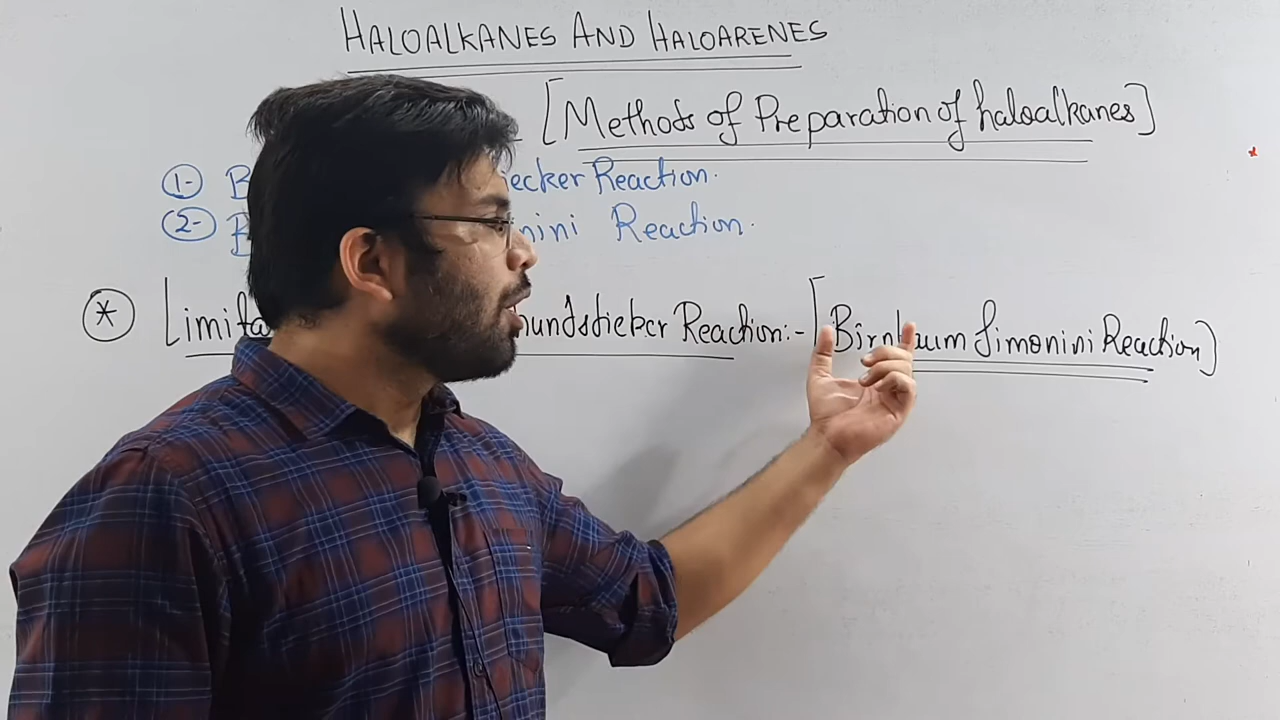 HALOALKANES AND HALOARENES
[Methods of Preparation of haloalkanes]
1- ecker Reaction.
2- nini Reaction.
* Limita hundstieker Reaction:- [Birnbaum Simonini Reaction]